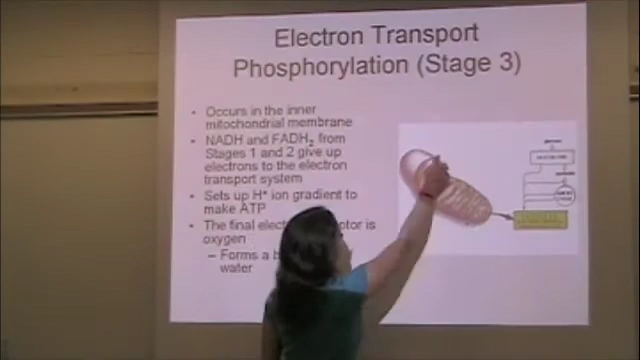 Electron Transport
Phosphorylation (Stage 3)
• Occurs in the inner
mitochondrial membrane
• NADH and FADH₂ from
Stages 1 and 2 give up
electrons to the electron
transport system
• Sets up H⁺ ion gradient to
make ATP
• The final is
oxygen
– Forms a
water